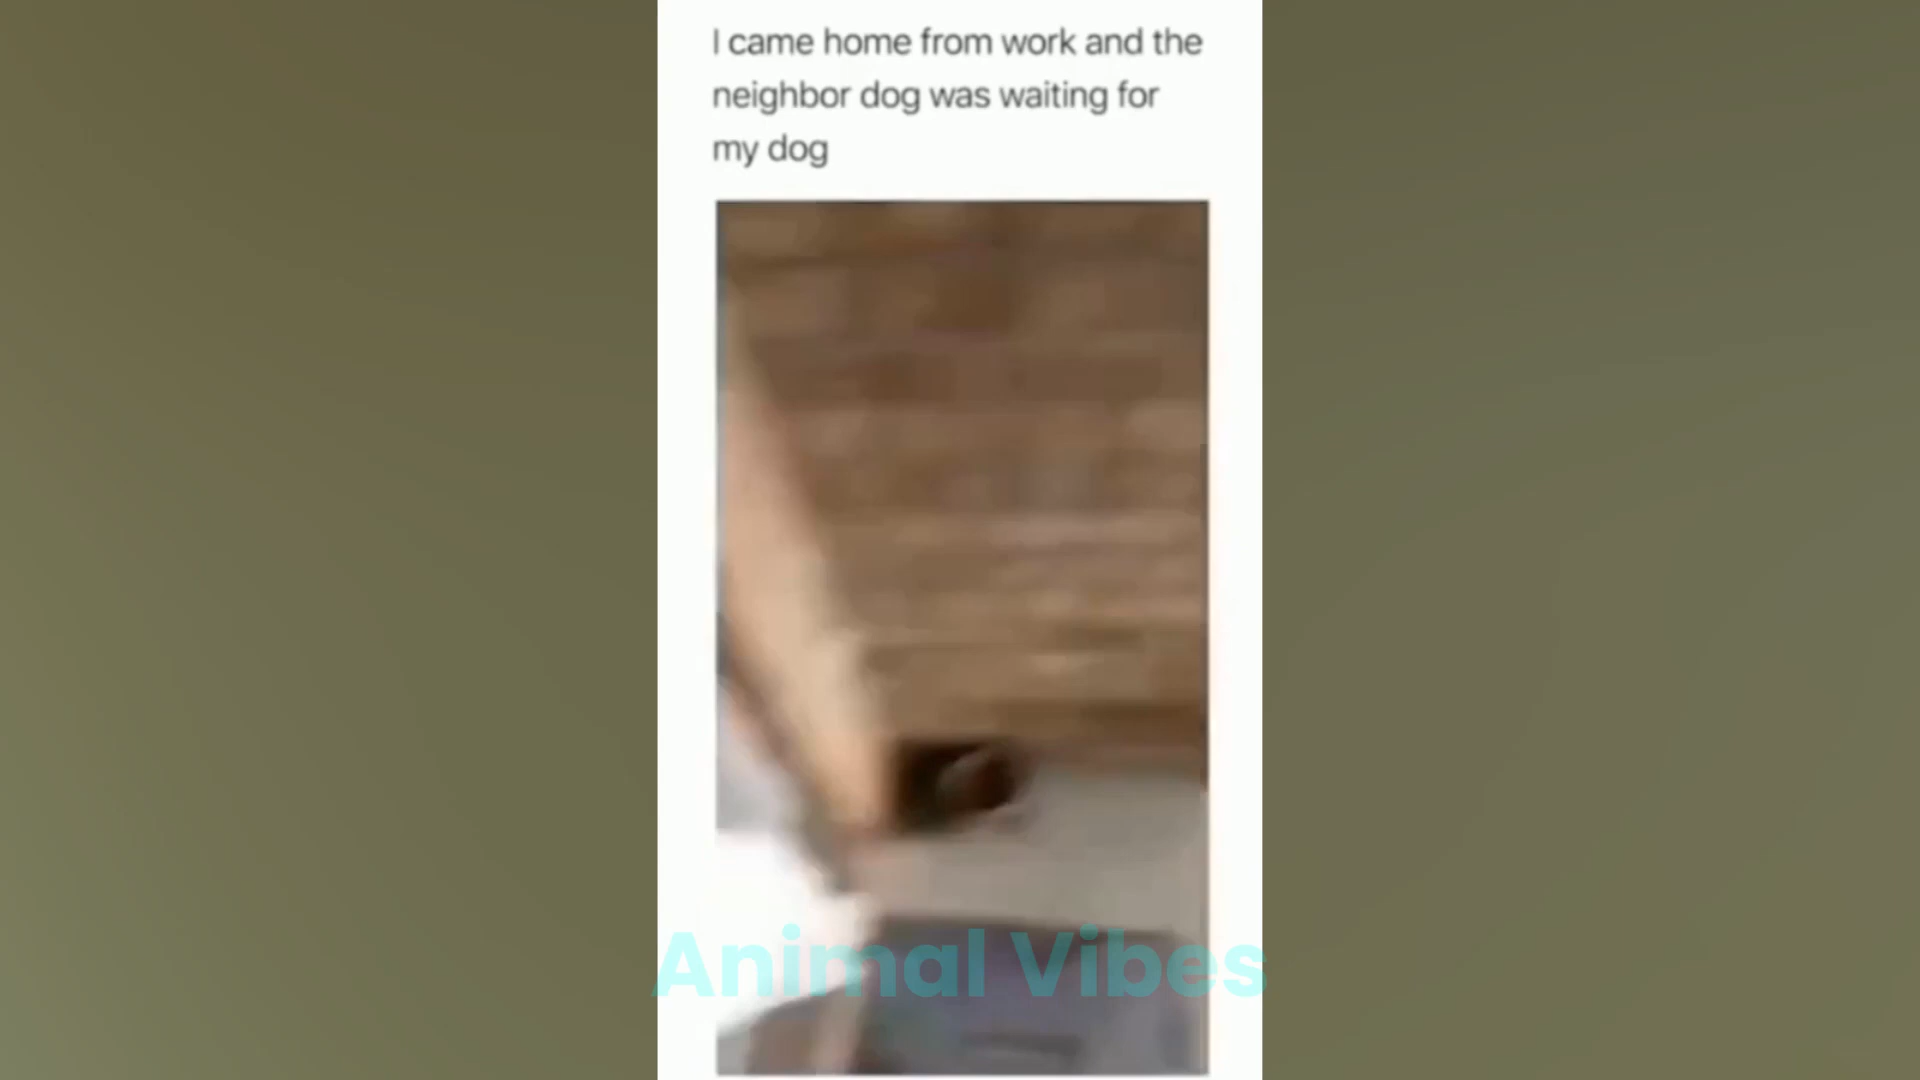 I came home from work and the
neighbor dog was waiting for
my dog
Animal Vibes